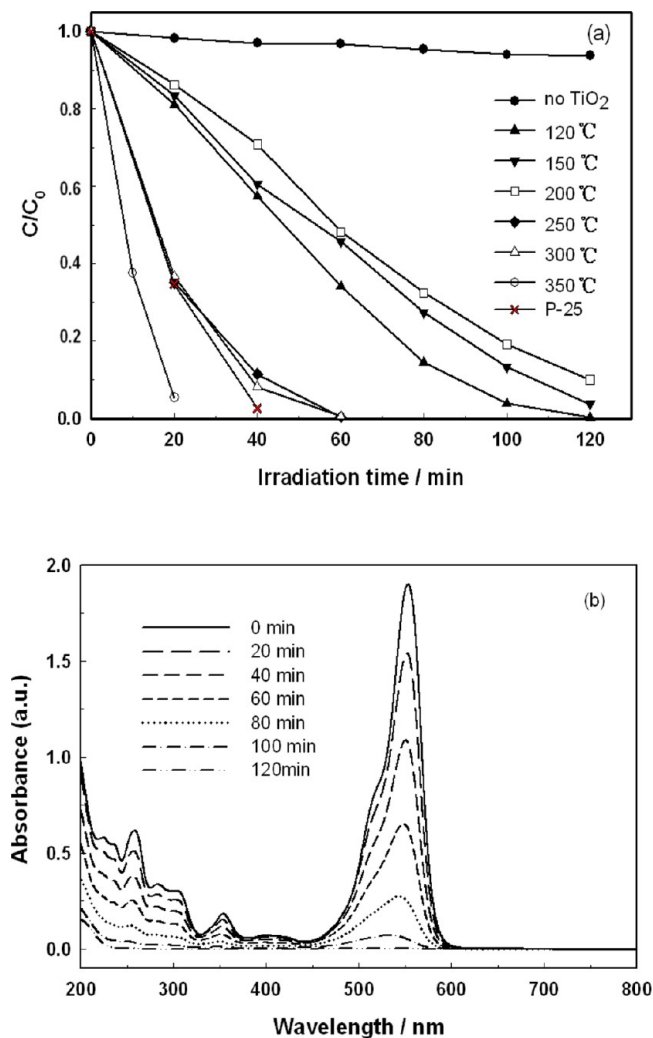 (a)
1.0
0.8
0.6
0.4
0.2
0.0
C/C₀
no TiO₂
120 ℃
150 ℃
200 ℃
250 ℃
300 ℃
350 ℃
P-25
0 20 40 60 80 100 120
Irradiation time / min
(b)
2.0
1.5
1.0
0.5
0.0
Absorbance (a.u.)
0 min
20 min
40 min
60 min
80 min
100 min
120min
200 300 400 500 600 700 800
Wavelength / nm